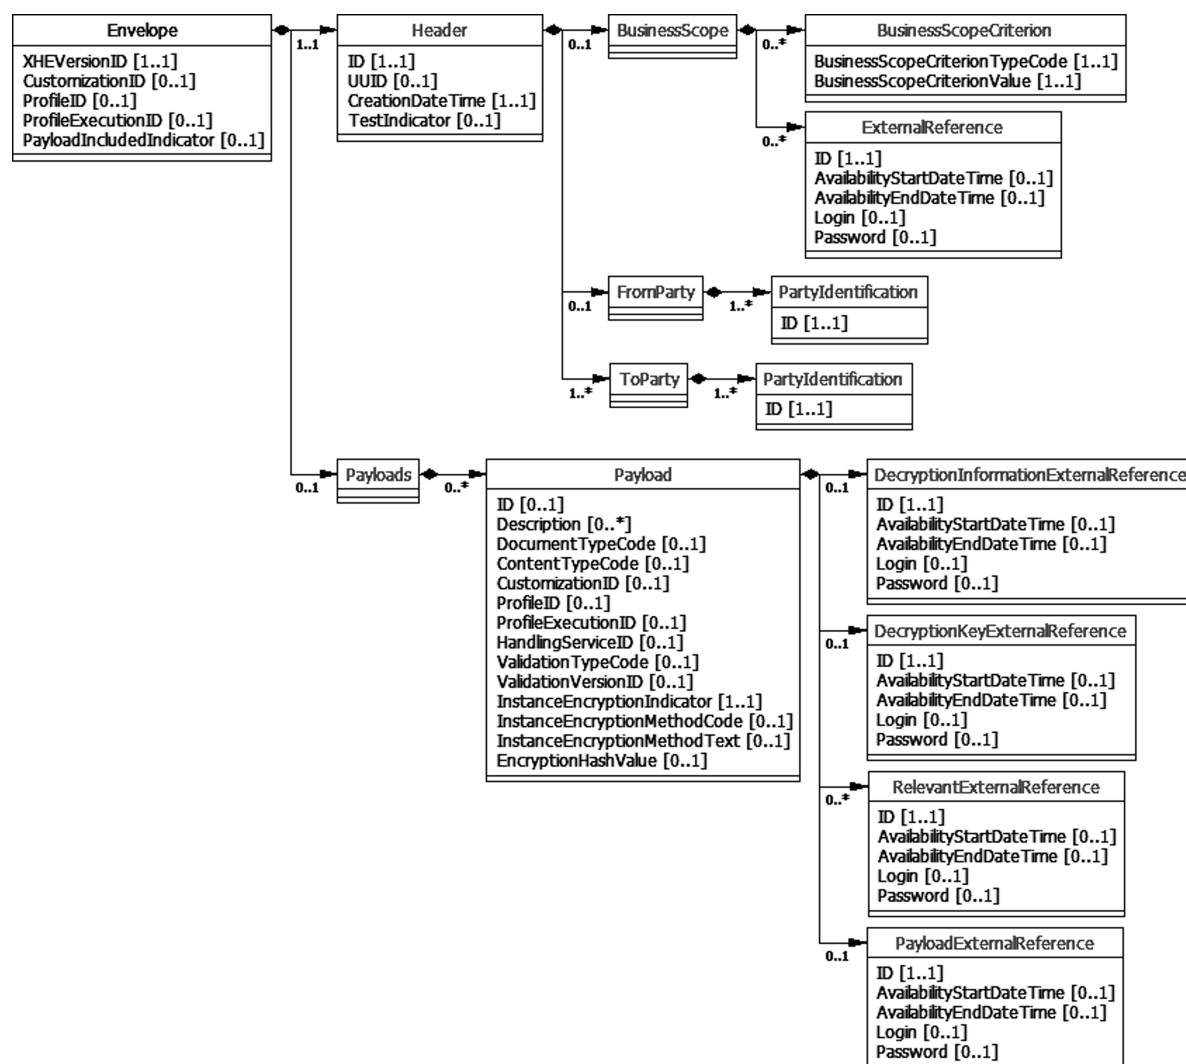 Envelope
XHEVersionID [1..1]
CustomizationID [0..1]
ProfileID [0..1]
ProfileExecutionID [0..1]
PayloadIncludedIndicator [0..1]
1..1
Header
ID [1..1]
UUID [0..1]
CreationDateTime [1..1]
TestIndicator [0..1]
0..1
BusinessScope
0..*
BusinessScopeCriterion
BusinessScopeCriterionTypeCode [1..1]
BusinessScopeCriterionValue [1..1]
0..*
ExternalReference
ID [1..1]
AvailabilityStartDateTime [0..1]
AvailabilityEndDateTime [0..1]
Login [0..1]
Password [0..1]
0..1
FromParty
1..*
PartyIdentification
ID [1..1]
1..*
ToParty
1..*
PartyIdentification
ID [1..1]
0..1
Payloads
0..*
Payload
ID [0..1]
Description [0..*]
DocumentTypeCode [0..1]
ContentTypeCode [0..1]
CustomizationID [0..1]
ProfileID [0..1]
ProfileExecutionID [0..1]
HandlingServiceID [0..1]
ValidationTypeCode [0..1]
ValidationVersionID [0..1]
InstanceEncryptionIndicator [1..1]
InstanceEncryptionMethodCode [0..1]
InstanceEncryptionMethodText [0..1]
EncryptionHashValue [0..1]
0..1
DecryptionInformationExternalReference
ID [1..1]
AvailabilityStartDateTime [0..1]
AvailabilityEndDateTime [0..1]
Login [0..1]
Password [0..1]
0..1
DecryptionKeyExternalReference
ID [1..1]
AvailabilityStartDateTime [0..1]
AvailabilityEndDateTime [0..1]
Login [0..1]
Password [0..1]
0..*
RelevantExternalReference
ID [1..1]
AvailabilityStartDateTime [0..1]
AvailabilityEndDateTime [0..1]
Login [0..1]
Password [0..1]
0..1
PayloadExternalReference
ID [1..1]
AvailabilityStartDateTime [0..1]
AvailabilityEndDateTime [0..1]
Login [0..1]
Password [0..1]